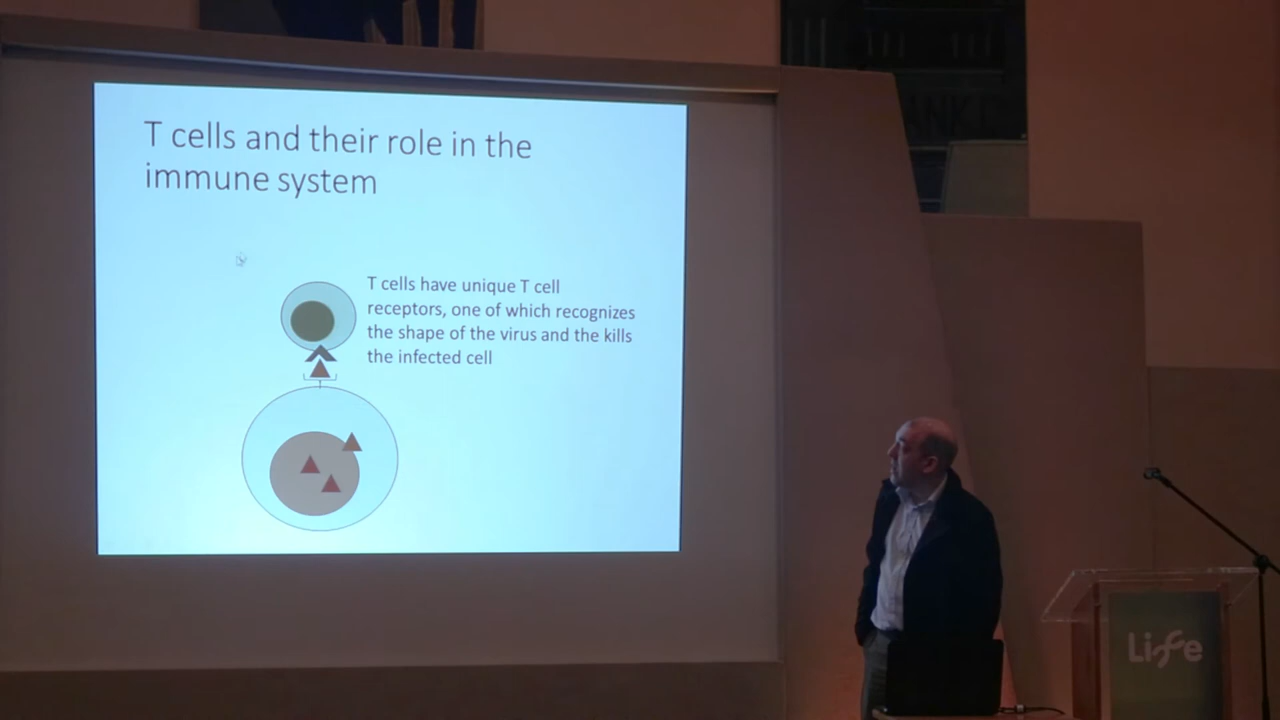 T cells and their role in the
immune system
T cells have unique T cell
receptors, one of which recognizes
the shape of the virus and the kills
the infected cell
Life